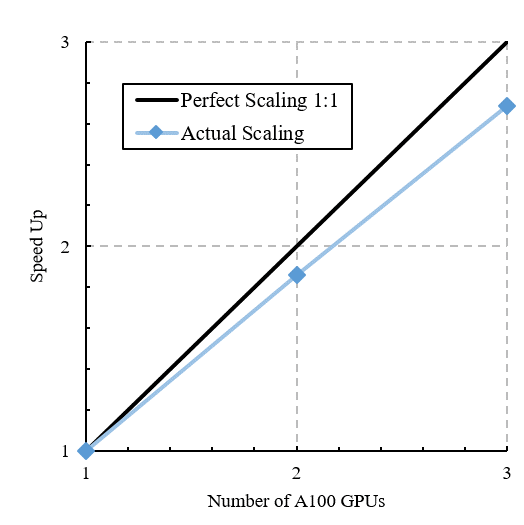 3
Perfect Scaling 1:1
Actual Scaling
2
Speed Up
1
1 2 3
Number of A100 GPUs